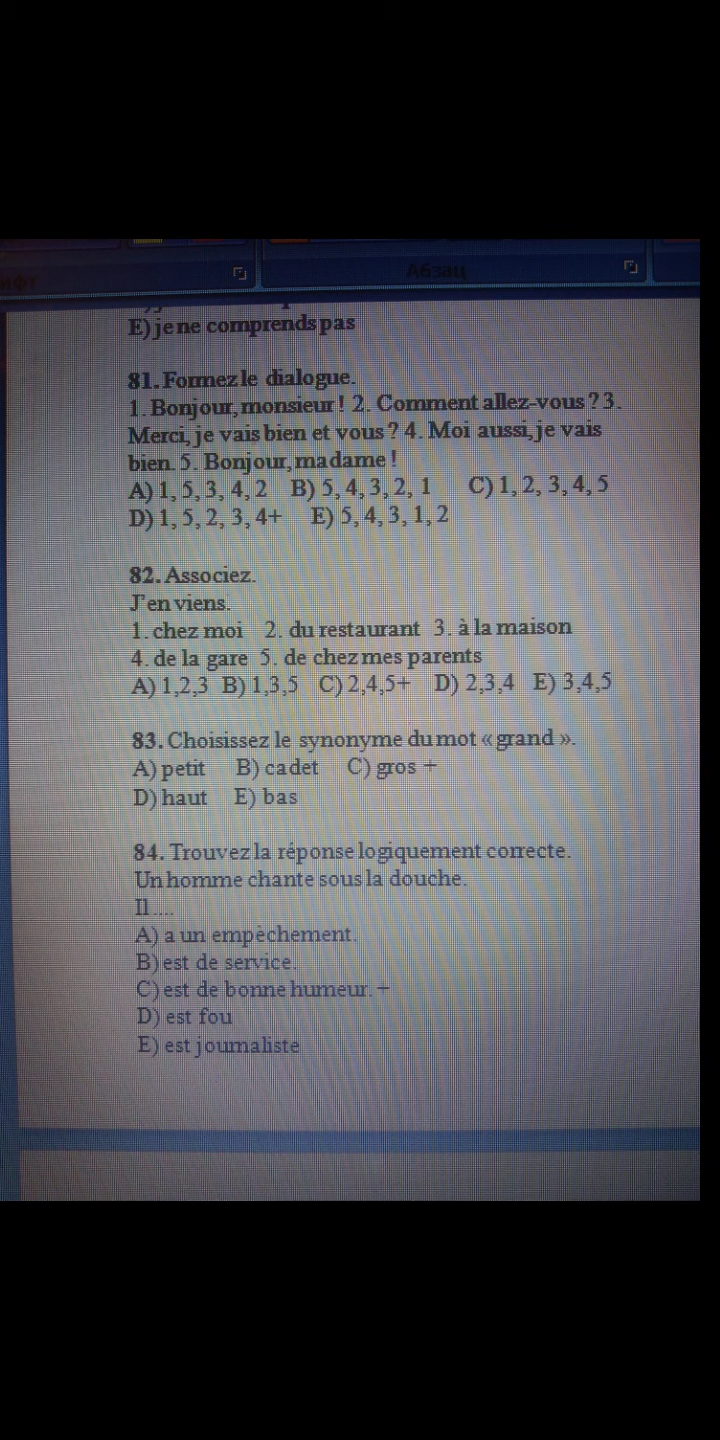 Абзац
E) je ne comprends pas
81. Formez le dialogue.
1. Bonjour, monsieur ! 2. Comment allez-vous ? 3.
Merci, je vais bien et vous ? 4. Moi aussi, je vais
bien. 5. Bonjour, madame !
A) 1, 5, 3, 4, 2 B) 5, 4, 3, 2, 1 C) 1, 2, 3, 4, 5
D) 1, 5, 2, 3, 4+ E) 5, 4, 3, 1, 2
82. Associez.
J'en viens.
1. chez moi 2. du restaurant 3. à la maison
4. de la gare 5. de chez mes parents
A) 1,2,3 B) 1,3,5 C) 2,4,5+ D) 2,3,4 E) 3,4,5
83. Choisissez le synonyme du mot « grand ».
A) petit B) cadet C) gros +
D) haut E) bas
84. Trouvez la réponse logiquement correcte.
Un homme chante sous la douche.
Il ....
A) a un empêchement.
B) est de service.
C) est de bonne humeur. +
D) est fou
E) est journaliste